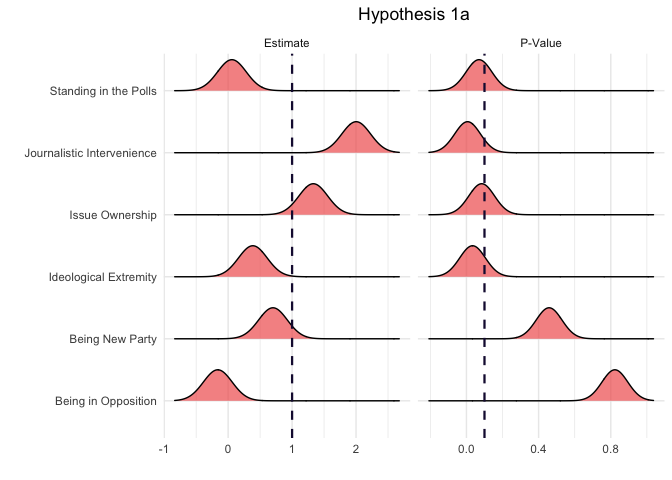 Hypothesis 1a
Estimate
P-Value
Standing in the Polls
Journalistic Intervenience
Issue Ownership
Ideological Extremity
Being New Party
Being in Opposition
-1 0 1 2
0.0 0.4 0.8